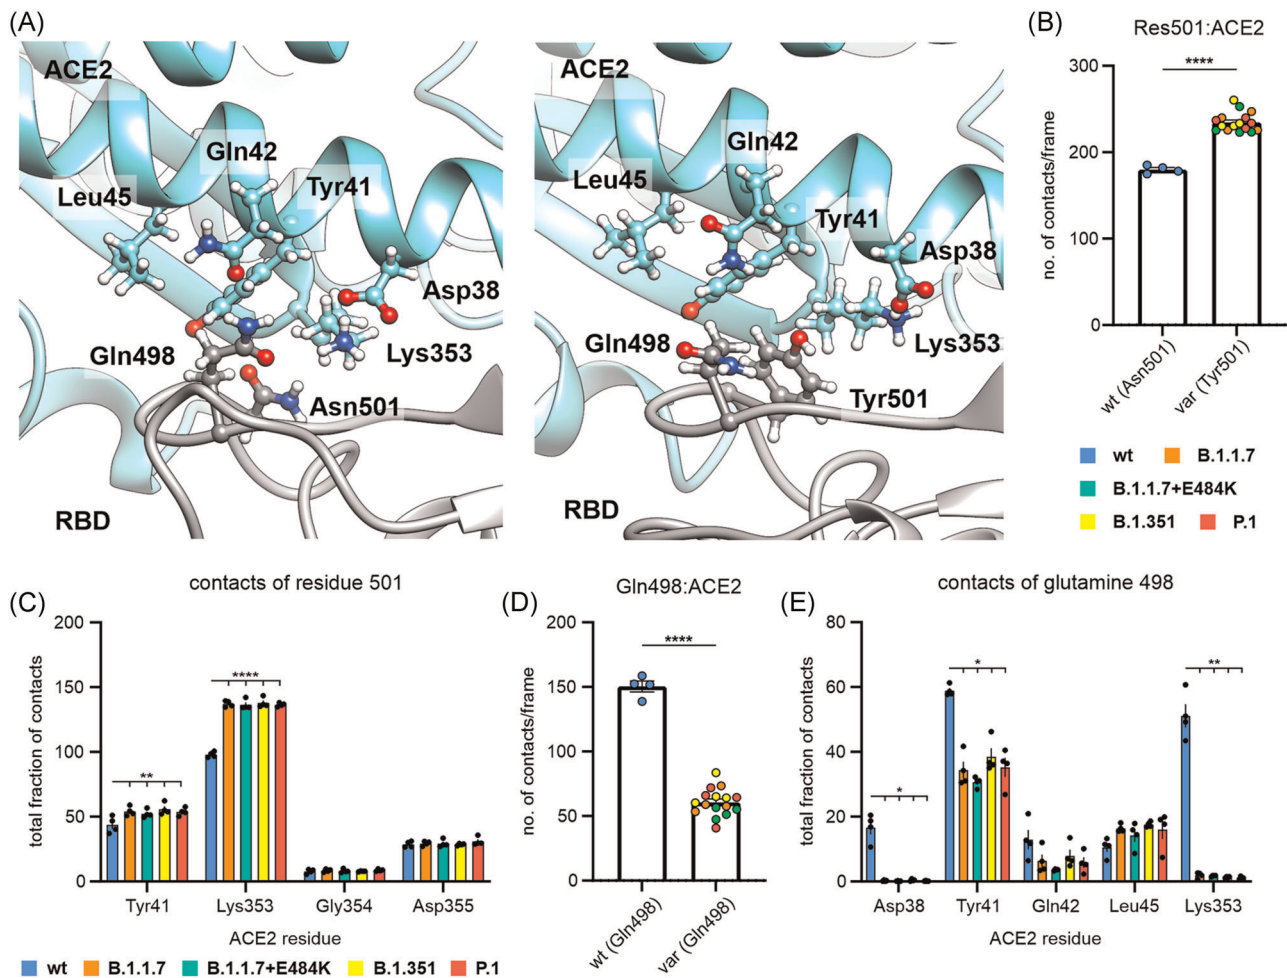 (A)
ACE2
Gln42
Leu45
Tyr41
Asp38
Gln498
Lys353
Asn501
RBD
ACE2
Gln42
Leu45
Tyr41
Asp38
Gln498
Lys353
Tyr501
RBD
(B)
Res501:ACE2
****
no. of contacts/frame
300
200
100
0
wt (Asn501)
var (Tyr501)
wt
B.1.1.7
B.1.1.7+E484K
B.1.351
P.1
(C)
contacts of residue 501
total fraction of contacts
200
150
100
50
0
**
****
Tyr41
Lys353
Gly354
Asp355
ACE2 residue
wt
B.1.1.7
B.1.1.7+E484K
B.1.351
P.1
(D)
Gln498:ACE2
****
no. of contacts/frame
200
150
100
50
0
wt (Gln498)
var (Gln498)
(E)
contacts of glutamine 498
total fraction of contacts
80
60
40
20
0
*
*
**
Asp38
Tyr41
Gln42
Leu45
Lys353
ACE2 residue